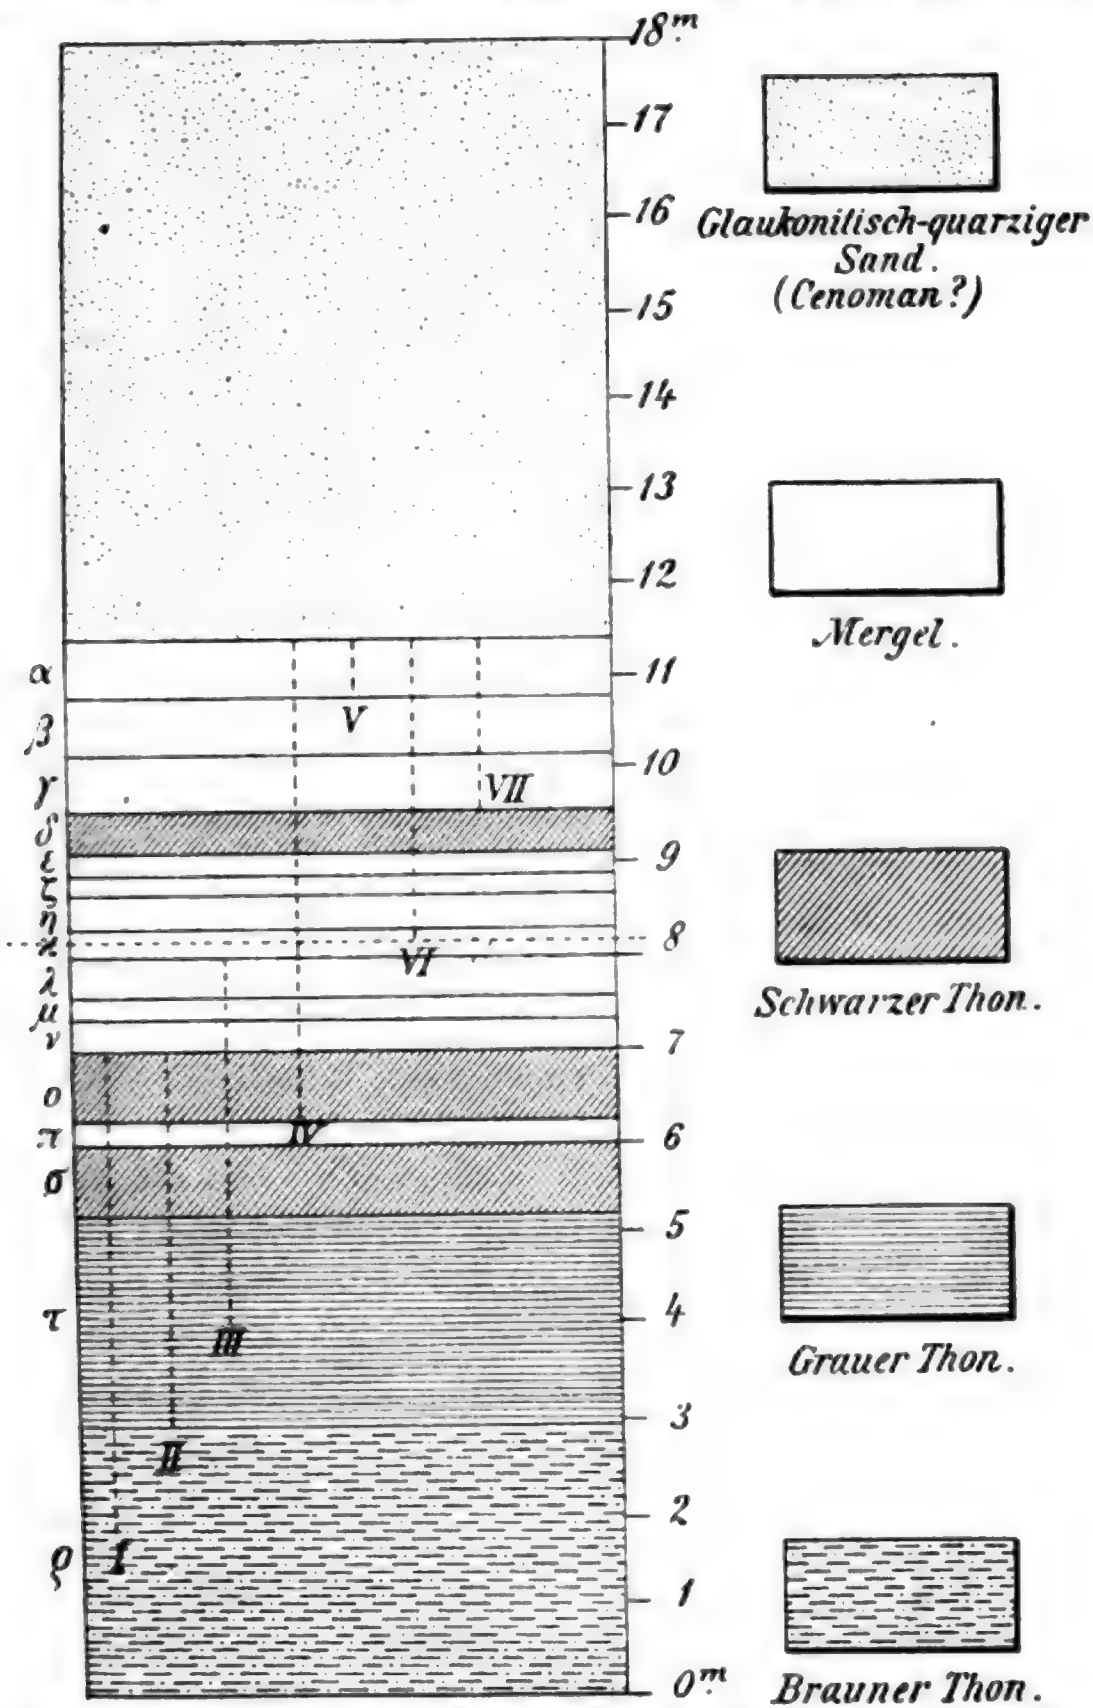 18m
17
16
15
14
13
12
11
10
9
8
7
6
5
4
3
2
1
0m
α
β
γ
δ
ε
ζ
η
ϰ
λ
μ
ν
ο
π
σ
τ
ϱ
V
VII
VI
IV
III
II
I
Glaukonitisch-quarziger
Sand.
(Cenoman?)
Mergel.
Schwarzer Thon.
Grauer Thon.
Brauner Thon.